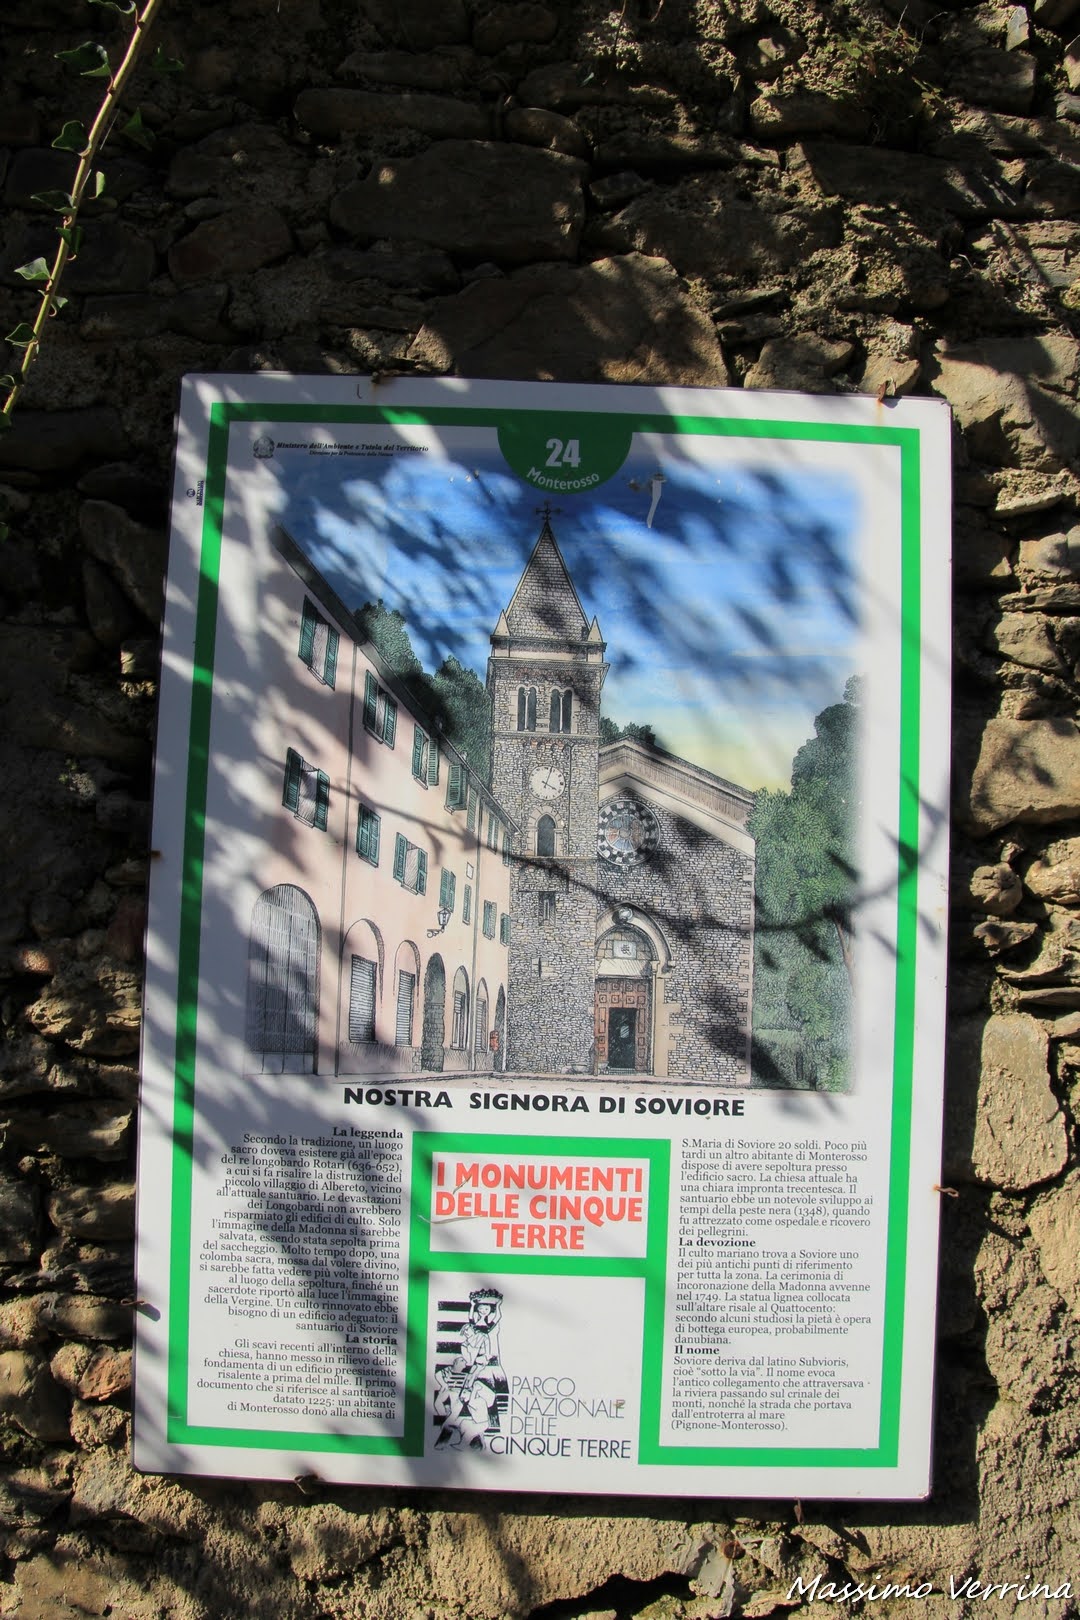 Ministero dell'Ambiente e Tutela del Territorio
Direzione per la Protezione della Natura
24
Monterosso
NOSTRA SIGNORA DI SOVIORE
La leggenda
Secondo la tradizione, un luogo
sacro doveva esistere già all'epoca
del re longobardo Rotari (636-652),
a cui si fa risalire la distruzione del
piccolo villaggio di Albereto, vicino
all'attuale santuario. Le devastazioni
dei Longobardi non avrebbero
risparmiato gli edifici di culto. Solo
l'immagine della Madonna si sarebbe
salvata, essendo stata sepolta prima
del saccheggio. Molto tempo dopo, una
colomba sacra, mossa dal volere divino,
si sarebbe fatta vedere più volte intorno
al luogo della sepoltura, finché un
sacerdote riportò alla luce l'immagine
della Vergine. Un culto rinnovato ebbe
bisogno di un edificio adeguato: il
santuario di Soviore
La storia
Gli scavi recenti all'interno della
chiesa, hanno messo in rilievo delle
fondamenta di un edificio preesistente
risalente a prima del mille. Il primo
documento che si riferisce al santuarioè
datato 1225: un abitante
di Monterosso donò alla chiesa di
I MONUMENTI
DELLE CINQUE
TERRE
PARCO
NAZIONALE
DELLE
CINQUE TERRE
S.Maria di Soviore 20 soldi. Poco più
tardi un altro abitante di Monterosso
dispose di avere sepoltura presso
l'edificio sacro. La chiesa attuale ha
una chiara impronta trecentesca. Il
santuario ebbe un notevole sviluppo ai
tempi della peste nera (1348), quando
fu attrezzato come ospedale e ricovero
dei pellegrini.
La devozione
Il culto mariano trova a Soviore uno
dei più antichi punti di riferimento
per tutta la zona. La cerimonia di
incoronazione della Madonna avvenne
nel 1749. La statua lignea collocata
sull'altare risale al Quattocento:
secondo alcuni studiosi la pietà è opera
di bottega europea, probabilmente
danubiana.
Il nome
Soviore deriva dal latino Subvioris,
cioè "sotto la via". Il nome evoca
l'antico collegamento che attraversava
la riviera passando sul crinale dei
monti, nonché la strada che portava
dall'entroterra al mare
(Pignone-Monterosso).
Massimo Verrina